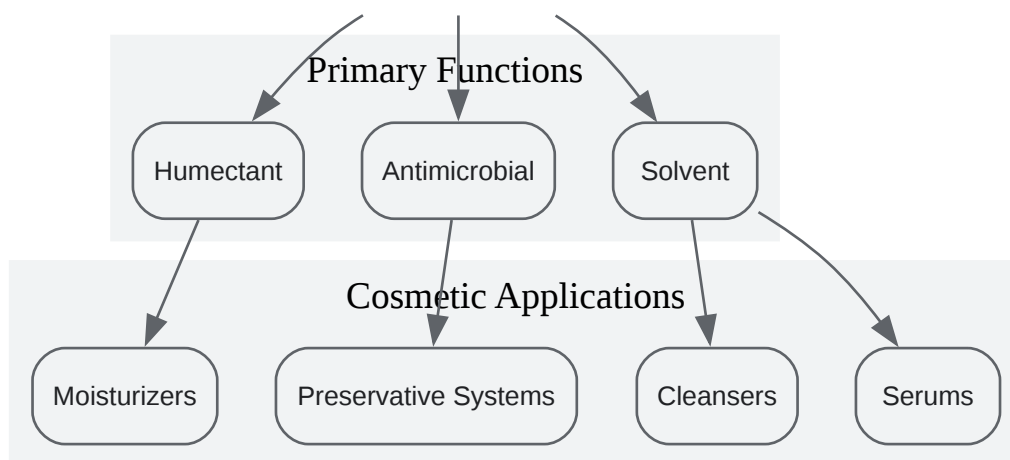 Primary Functions
Humectant
Antimicrobial
Solvent
Cosmetic Applications
Moisturizers
Preservative Systems
Cleansers
Serums